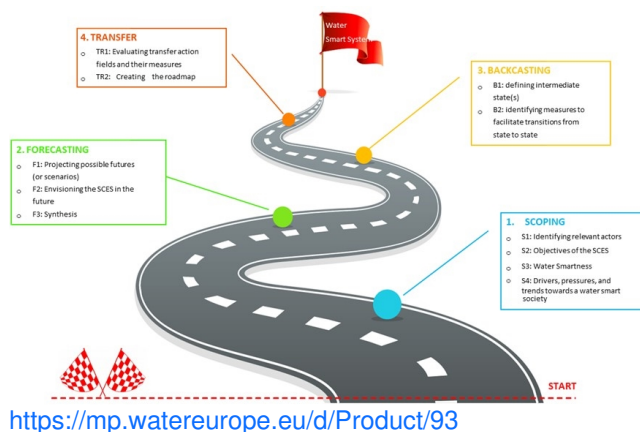 Water
Smart System
4. TRANSFER
o TR1: Evaluating transfer action
fields and their measures
o TR2: Creating the roadmap
3. BACKCASTING
o B1: defining intermediate
state(s)
o B2: identifying measures to
facilitate transitions from
state to state
2. FORECASTING
o F1: Projecting possible futures
(or scenarios)
o F2: Envisioning the SCES in the
future
o F3: Synthesis
1. SCOPING
o S1: Identifying relevant actors
o S2: Objectives of the SCES
o S3: Water Smartness
o S4: Drivers, pressures, and
trends towards a water smart
society
START
https://mp.watereurope.eu/d/Product/93